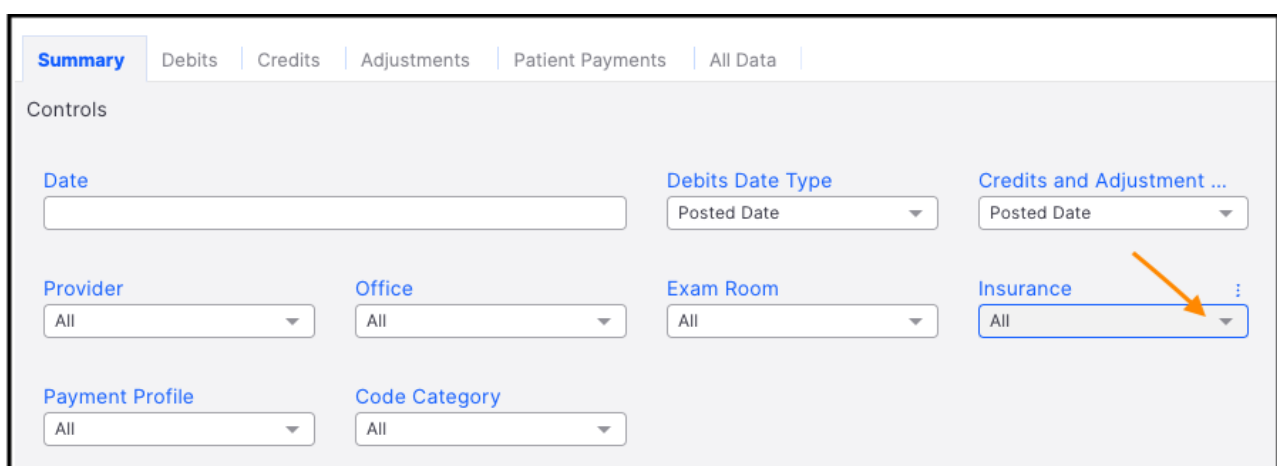 Summary Debits Credits Adjustments Patient Payments All Data
Controls
Date Debits Date Type Credits and Adjustment ...
Posted Date Posted Date
Provider Office Exam Room Insurance
All All All All
Payment Profile Code Category
All All